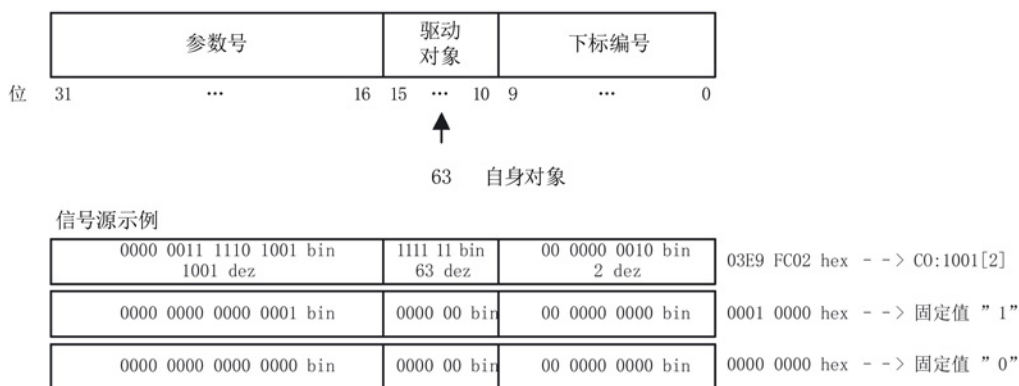 参数号 驱动对象 下标编号
位 31 … 16 15 … 10 9 … 0
63 自身对象
信号源示例
0000 0011 1110 1001 bin 1111 11 bin 00 0000 0010 bin
1001 dez 63 dez 2 dez
03E9 FC02 hex - -> CO:1001[2]
0000 0000 0000 0001 bin 0000 00 bin 00 0000 0000 bin 0001 0000 hex - -> 固定值 ”1”
0000 0000 0000 0000 bin 0000 00 bin 00 0000 0000 bin 0000 0000 hex - -> 固定值 ”0”